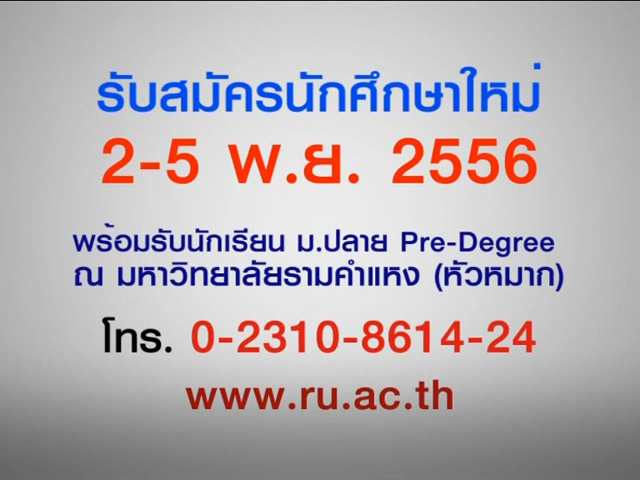 รับสมัครนักศึกษาใหม่
2-5 พ.ย. 2556
พร้อมรับนักเรียน ม.ปลาย Pre-Degree
ณ มหาวิทยาลัยรามคำแหง (หัวหมาก)
โทร. 0-2310-8614-24
www.ru.ac.th